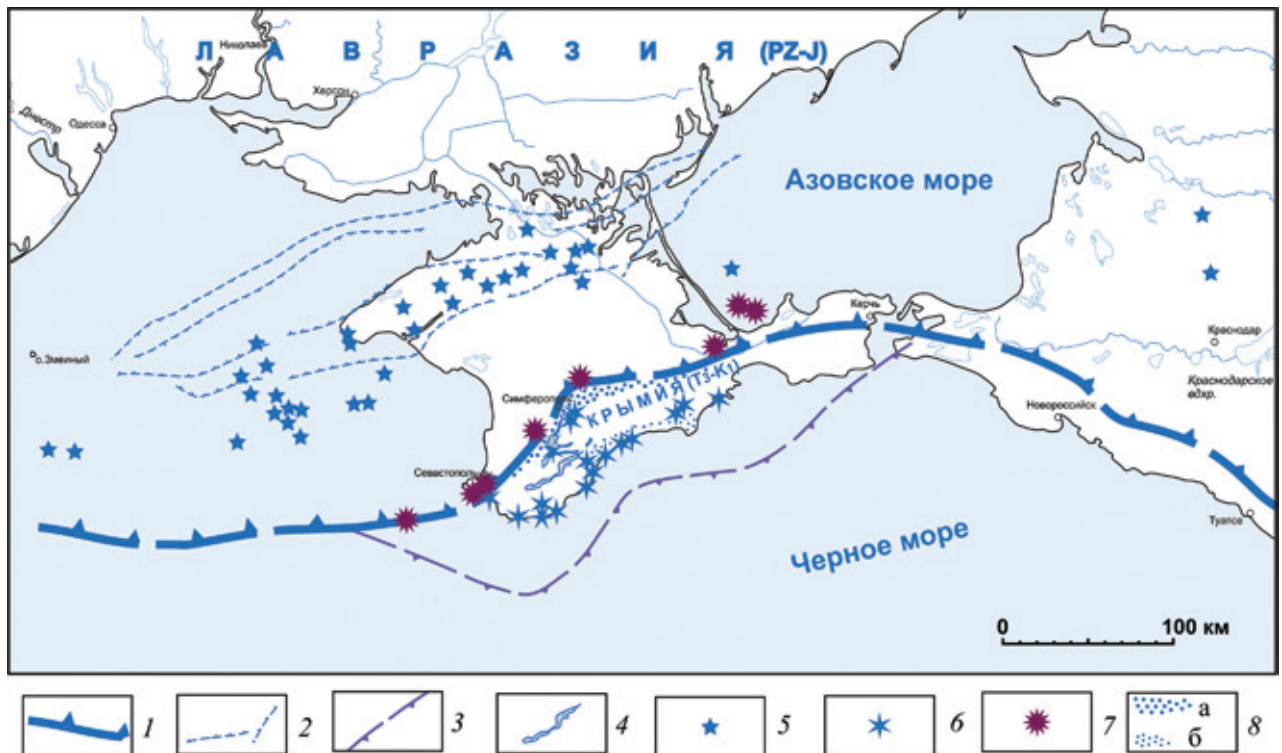 Л А В Р А З И Я (PZ-J)
Николаев
Херсон
Днестр
Одесса
Азовское море
о. Змеиный
Керчь
Краснодар
Краснодарское
вдхр.
Симферополь
КРЫМИЯ (T3-K1)
Новороссийск
Севастополь
Туапсе
Черное море
0 100 км
1 2 3 4 5 6 7 а 8
б